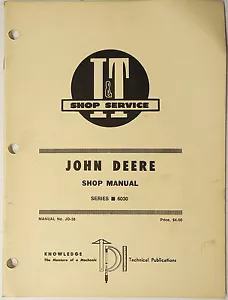 I&T
SHOP SERVICE
JOHN DEERE
SHOP MANUAL
SERIES ■ 6030
MANUAL No. JD-38
Price, $4.00
KNOWLEDGE
The Measure of a Mechanic
Technical Publications